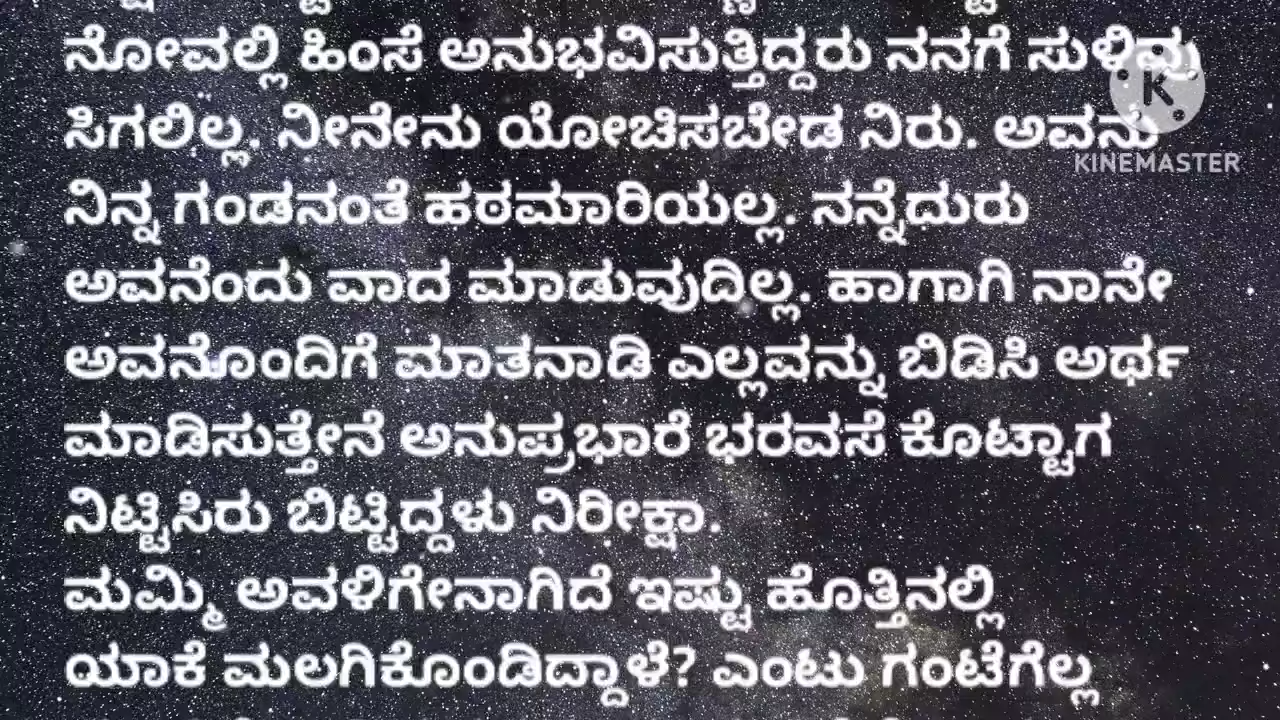 ನೋವಲ್ಲಿ ಹಿಂಸೆ ಅನುಭವಿಸುತ್ತಿದ್ದರು ನನಗೆ ಸುಳಿವು
ಸಿಗಲಿಲ್ಲ. ನೀನೇನು ಯೋಚಿಸಬೇಡ ನಿರು. ಅವನು
K
KINEMASTER
ನಿನ್ನ ಗಂಡನಂತೆ ಹಠಮಾರಿಯಲ್ಲ. ನನ್ನೆದುರು
ಅವನೆಂದು ವಾದ ಮಾಡುವುದಿಲ್ಲ. ಹಾಗಾಗಿ ನಾನೇ
ಅವನೊಂದಿಗೆ ಮಾತನಾಡಿ ಎಲ್ಲವನ್ನು ಬಿಡಿಸಿ ಅರ್ಥ
ಮಾಡಿಸುತ್ತೇನೆ ಅನುಪ್ರಭಾರೆ ಭರವಸೆ ಕೊಟ್ಟಾಗ
ನಿಟ್ಟಿಸಿರು ಬಿಟ್ಟಿದ್ದಳು ನಿರೀಕ್ಷಾ.
ಮಮ್ಮಿ ಅವಳಿಗೇನಾಗಿದೆ ಇಷ್ಟು ಹೊತ್ತಿನಲ್ಲಿ
ಯಾಕೆ ಮಲಗಿಕೊಂಡಿದ್ದಾಳೆ? ಎಂಟು ಗಂಟೆಗೆಲ್ಲ